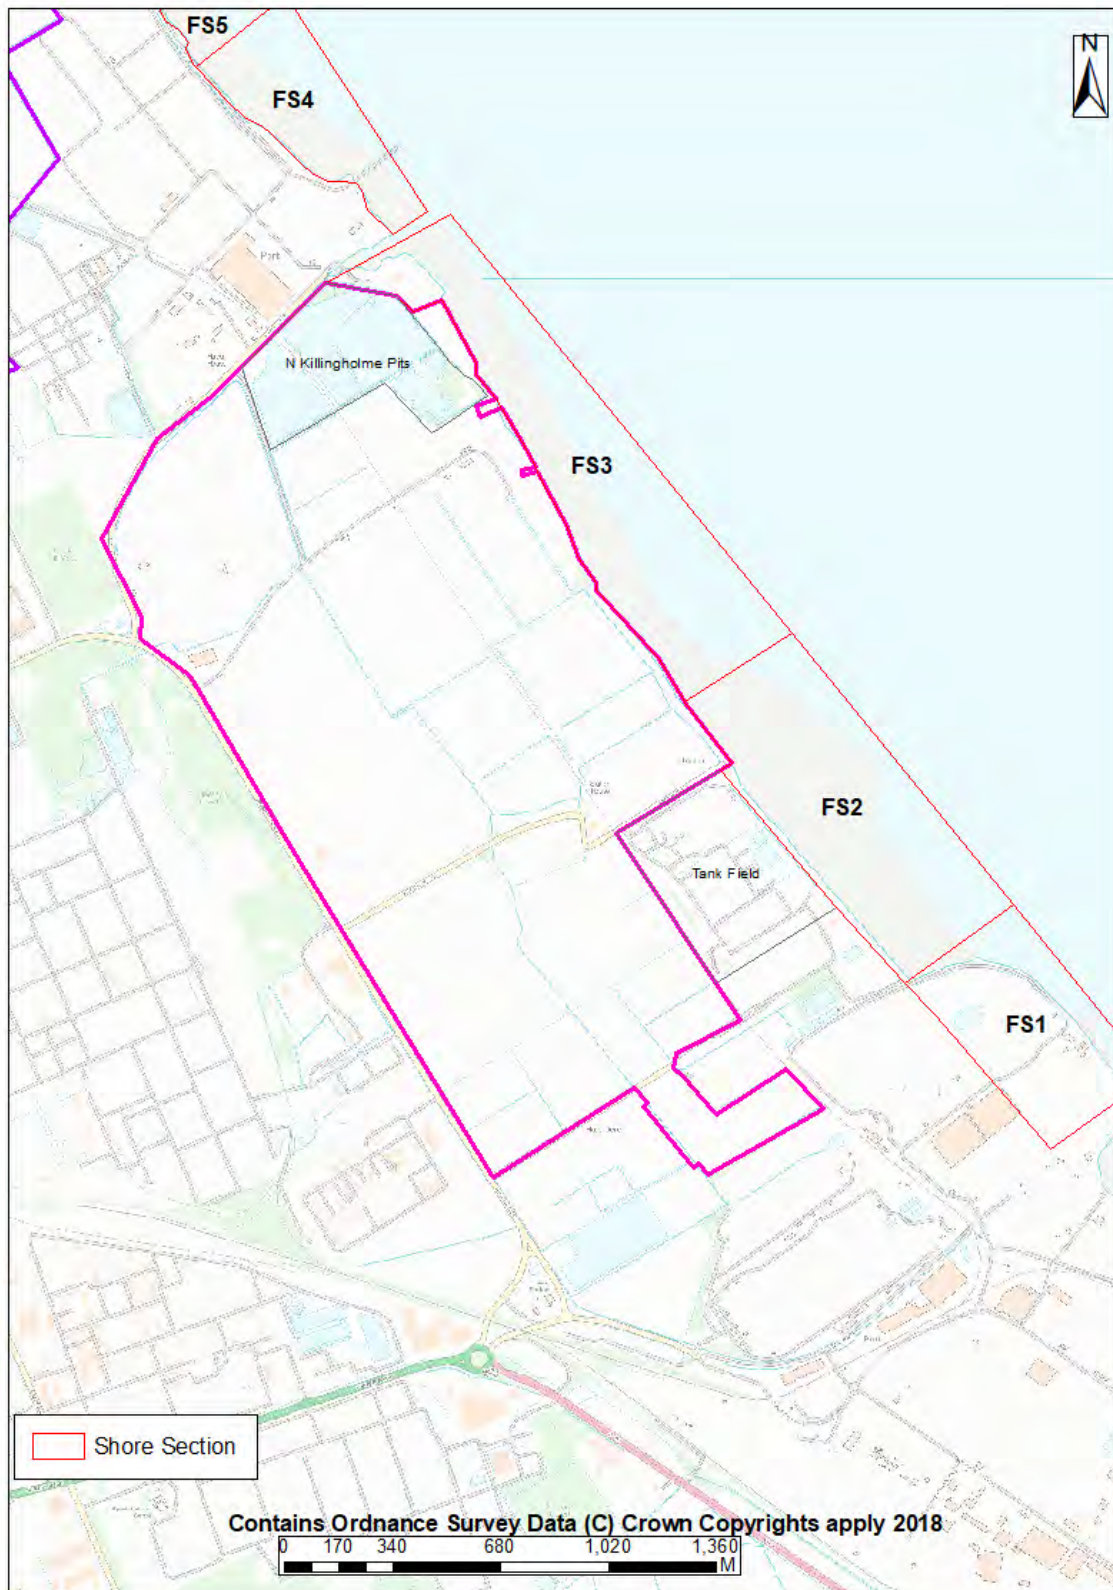 FS5
N
FS4
N Killingholme Pits
FS3
FS2
Tank Field
FS1
Shore Section
Contains Ordnance Survey Data (C) Crown Copyrights apply 2018
0 170 340 680 1,020 1,360
M